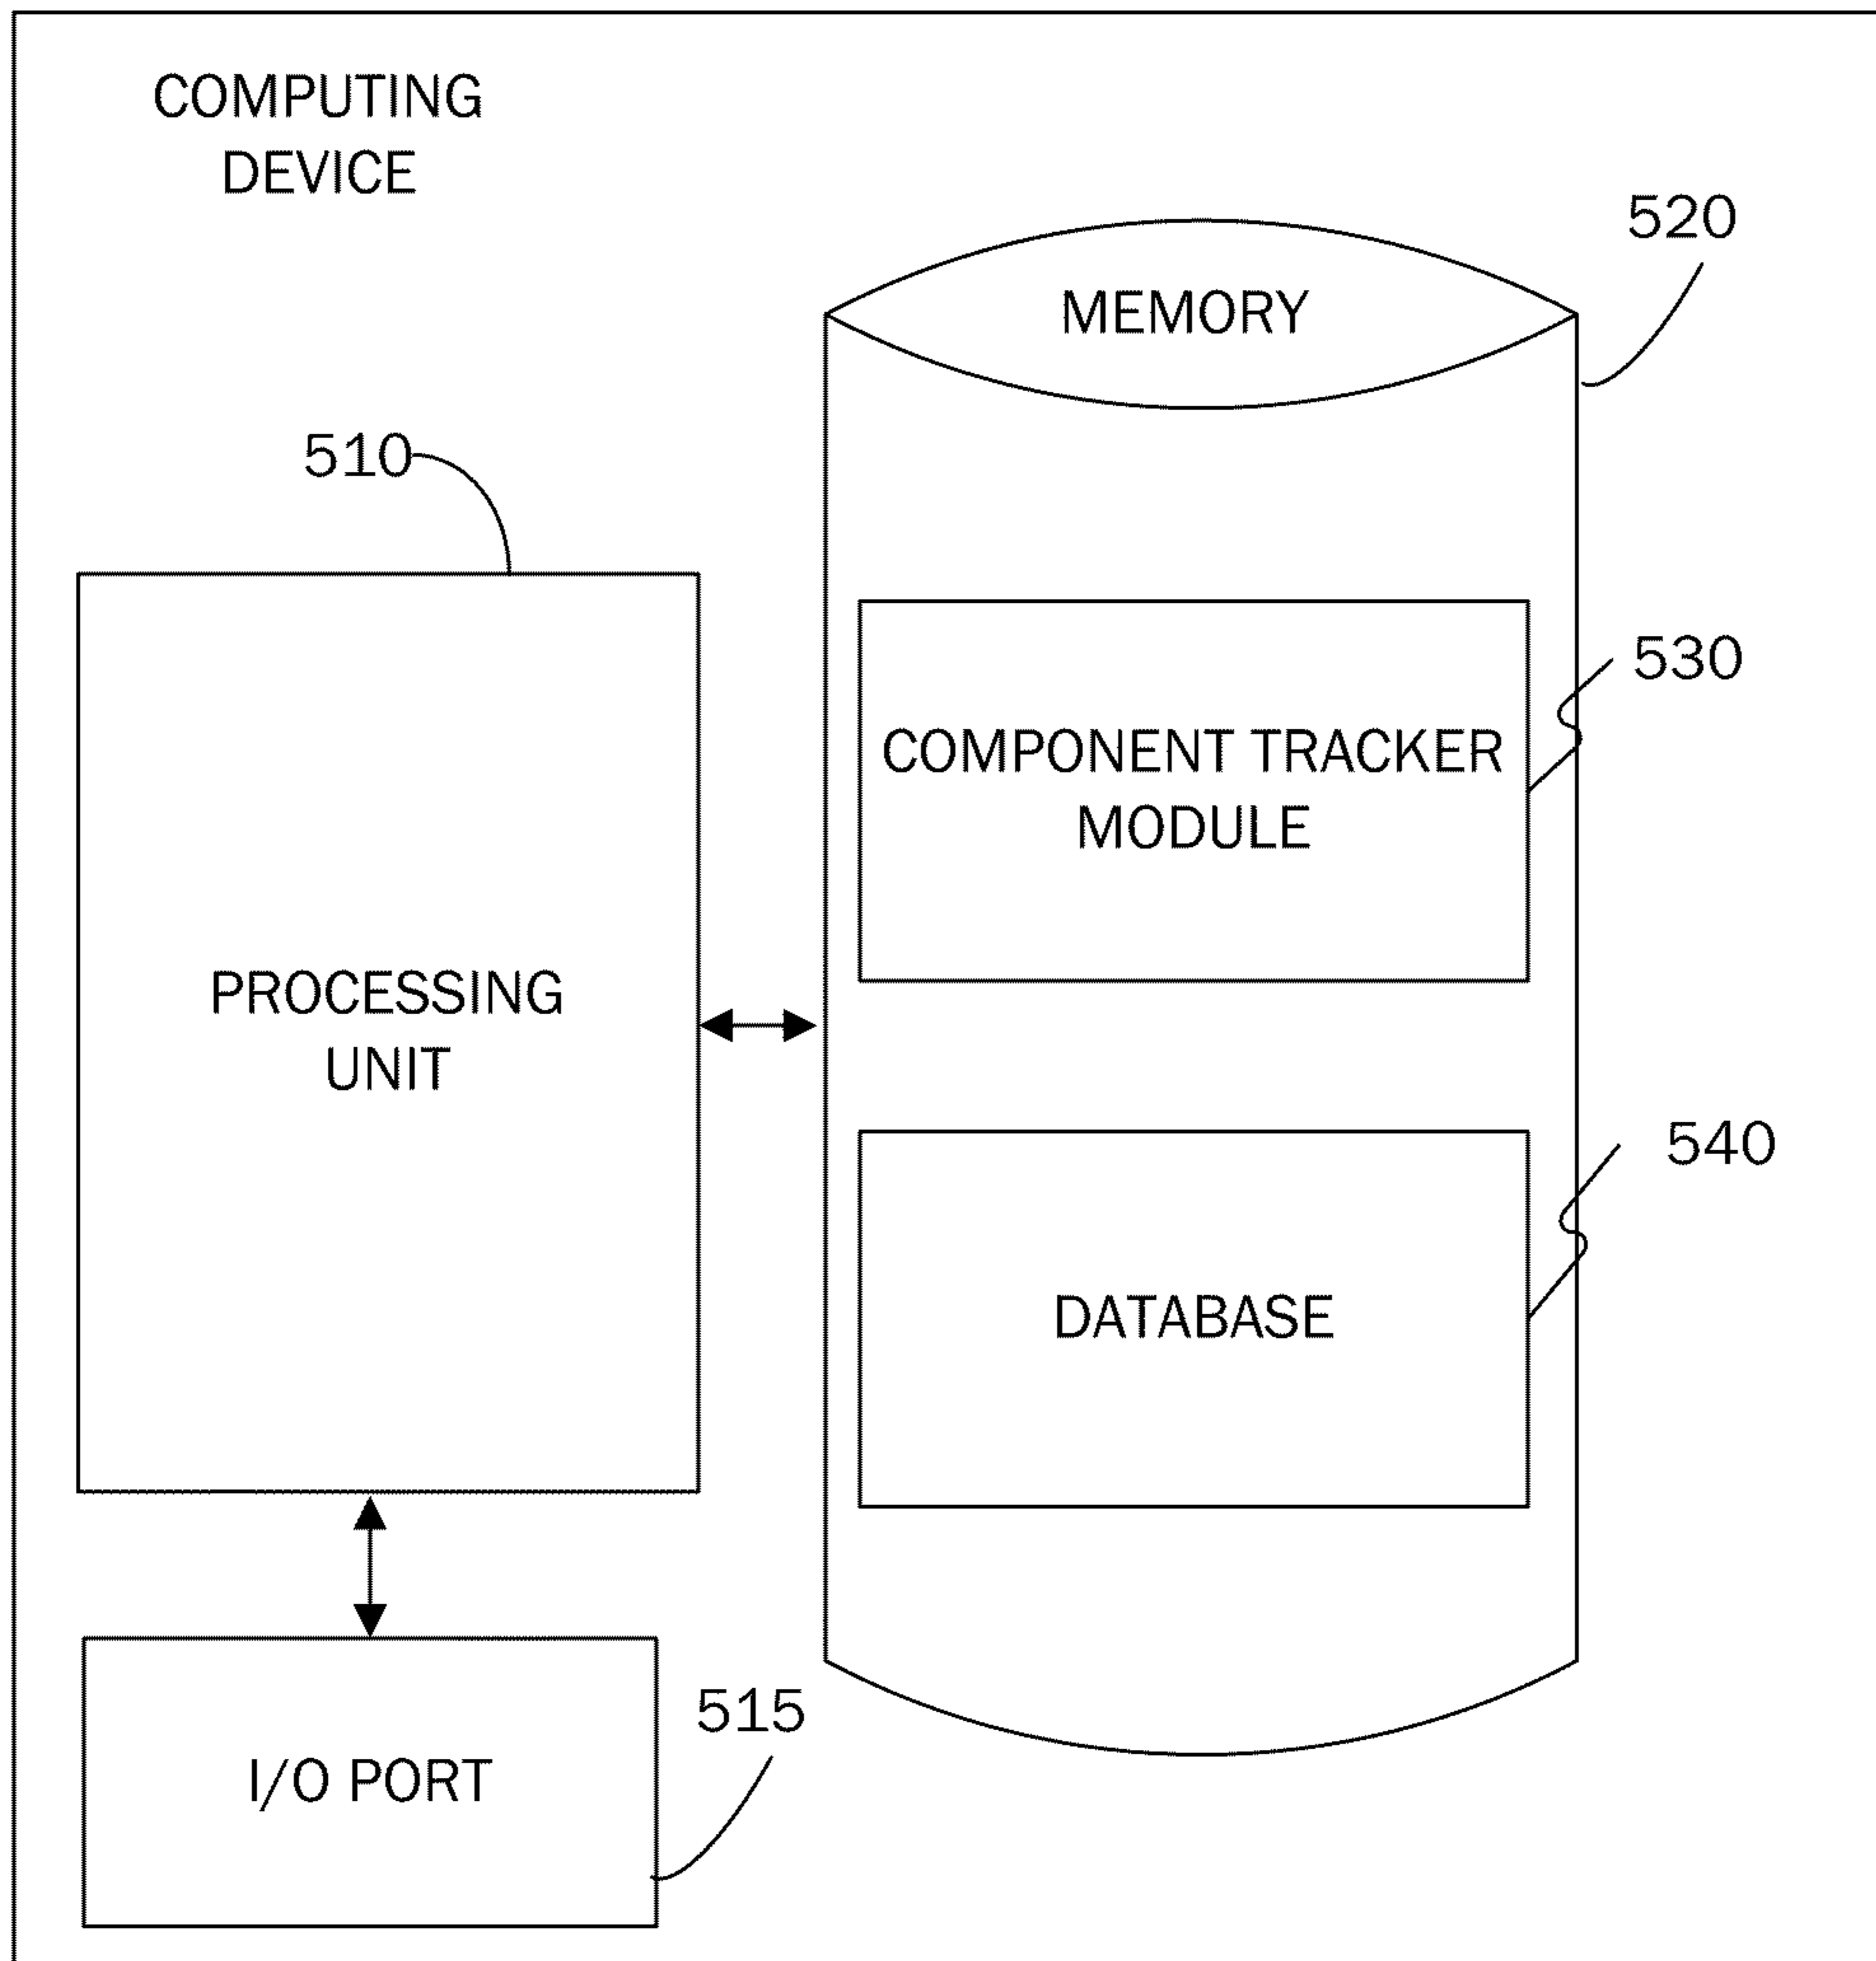 COMPUTING
DEVICE
520
MEMORY
510
530
COMPONENT TRACKER
MODULE
PROCESSING
UNIT
540
DATABASE
515
I/O PORT